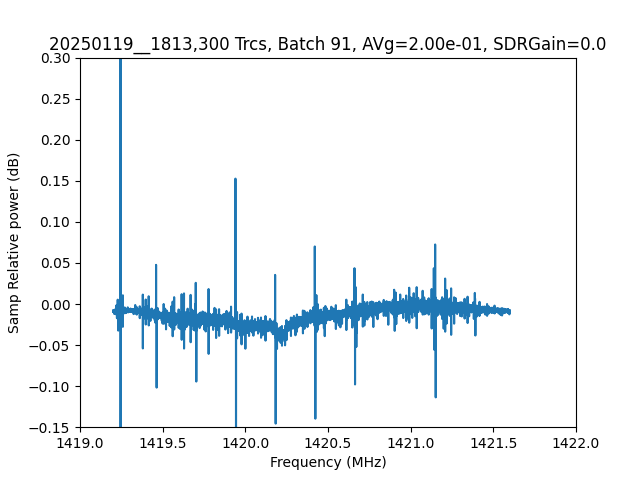 20250119__1813,300 Trcs, Batch 91, AVg=2.00e-01, SDRGain=0.0
0.30
0.25
0.20
0.15
0.10
0.05
0.00
−0.05
−0.10
−0.15
Samp Relative power (dB)
1419.0 1419.5 1420.0 1420.5 1421.0 1421.5 1422.0
Frequency (MHz)